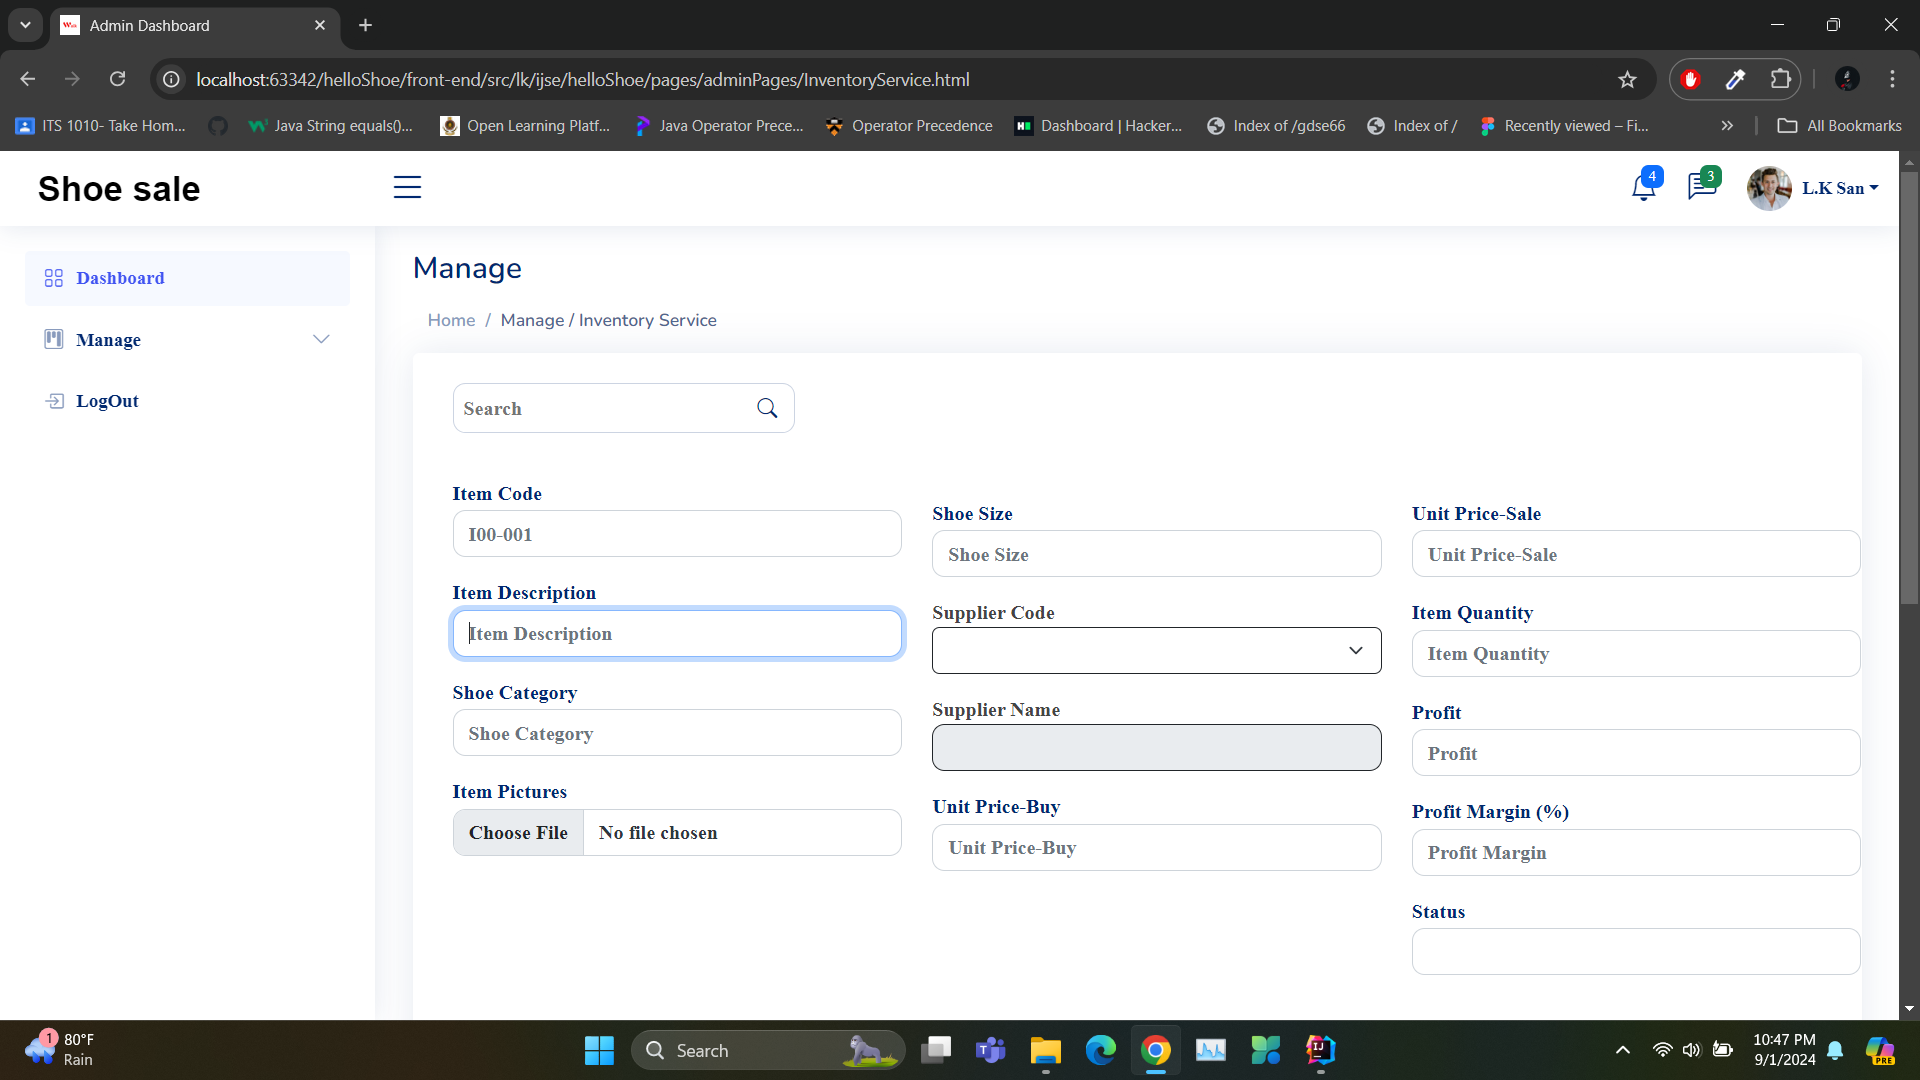 Admin Dashboard
localhost:63342/helloShoe/front-end/src/lk/ijse/helloShoe/pages/adminPages/InventoryService.html
ITS 1010- Take Hom...
Java String equals()...
Open Learning Platf...
Java Operator Prece...
Operator Precedence
Dashboard | Hacker...
Index of /gdse66
Index of /
Recently viewed – Fi...
All Bookmarks
Shoe sale
4
3
L.K San
Dashboard
Manage
LogOut
Manage
Home / Manage / Inventory Service
Search
Item Code
I00-001
Item Description
Item Description
Shoe Category
Shoe Category
Item Pictures
Choose File No file chosen
Shoe Size
Shoe Size
Supplier Code
Supplier Name
Unit Price-Buy
Unit Price-Buy
Unit Price-Sale
Unit Price-Sale
Item Quantity
Item Quantity
Profit
Profit
Profit Margin (%)
Profit Margin
Status
1
80°F
Rain
Search
10:47 PM
9/1/2024
PRE